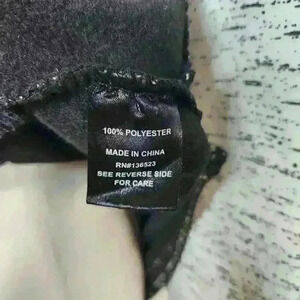 100% POLYESTER
MADE IN CHINA
RN#136523
SEE REVERSE SIDE
FOR CARE